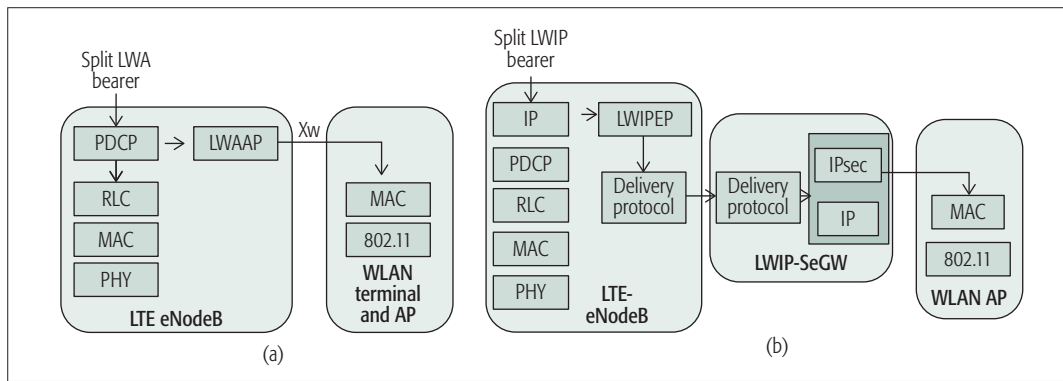 Split LWA
bearer
PDCP
LWAAP
RLC
MAC
PHY
LTE eNodeB
Xw
MAC
802.11
WLAN
terminal
and AP
(a)
Split LWIP
bearer
IP
LWIPEP
PDCP
RLC
MAC
PHY
Delivery
protocol
LTE-
eNodeB
Delivery
protocol
IPsec
IP
LWIP-SeGW
MAC
802.11
WLAN AP
(b)